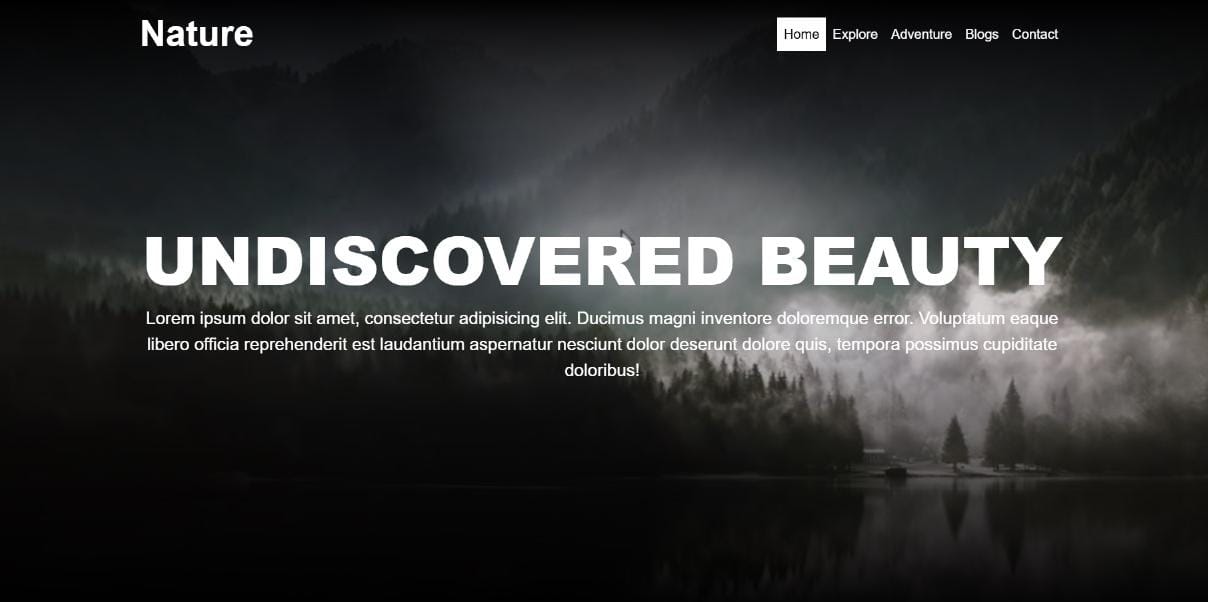 Nature
Home Explore Adventure Blogs Contact
UNDISCOVERED BEAUTY
Lorem ipsum dolor sit amet, consectetur adipisicing elit. Ducimus magni inventore doloremque error. Voluptatum eaque
libero officia reprehenderit est laudantium aspernatur nesciunt dolor deserunt dolore quis, tempora possimus cupiditate
doloribus!